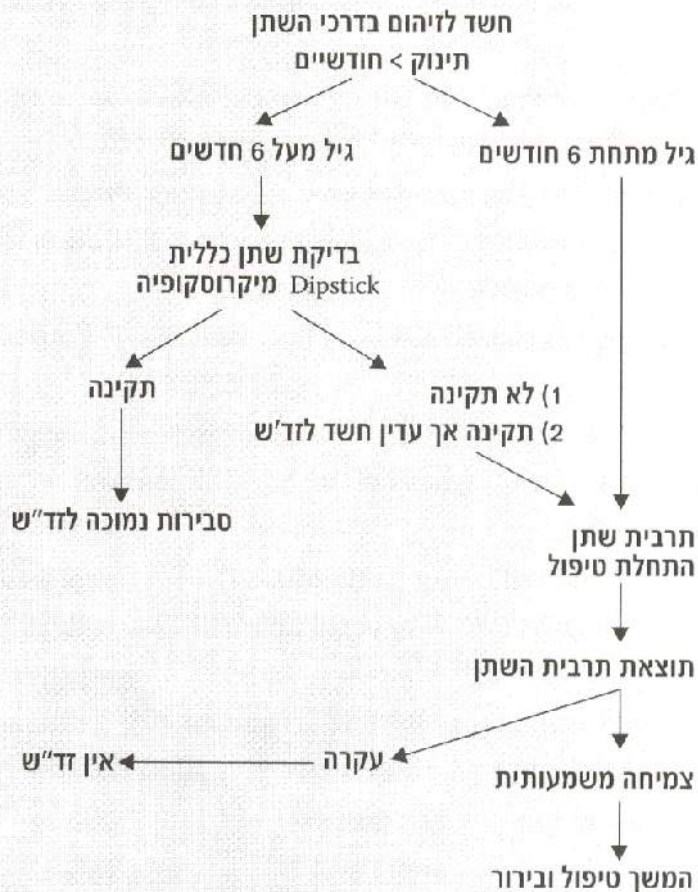 חשד לזיהום בדרכי השתן
תינוק > חודשיים
גיל מתחת 6 חודשים
גיל מעל 6 חדשים
בדיקת שתן כללית
Dipstick מיקרוסקופיה
תקינה
1) לא תקינה
2) תקינה אך עדין חשד לזד'ש
סבירות נמוכה לזד"ש
תרבית שתן
התחלת טיפול
תוצאת תרבית השתן
עקרה
אין זד"ש
צמיחה משמעותית
המשך טיפול ובירור